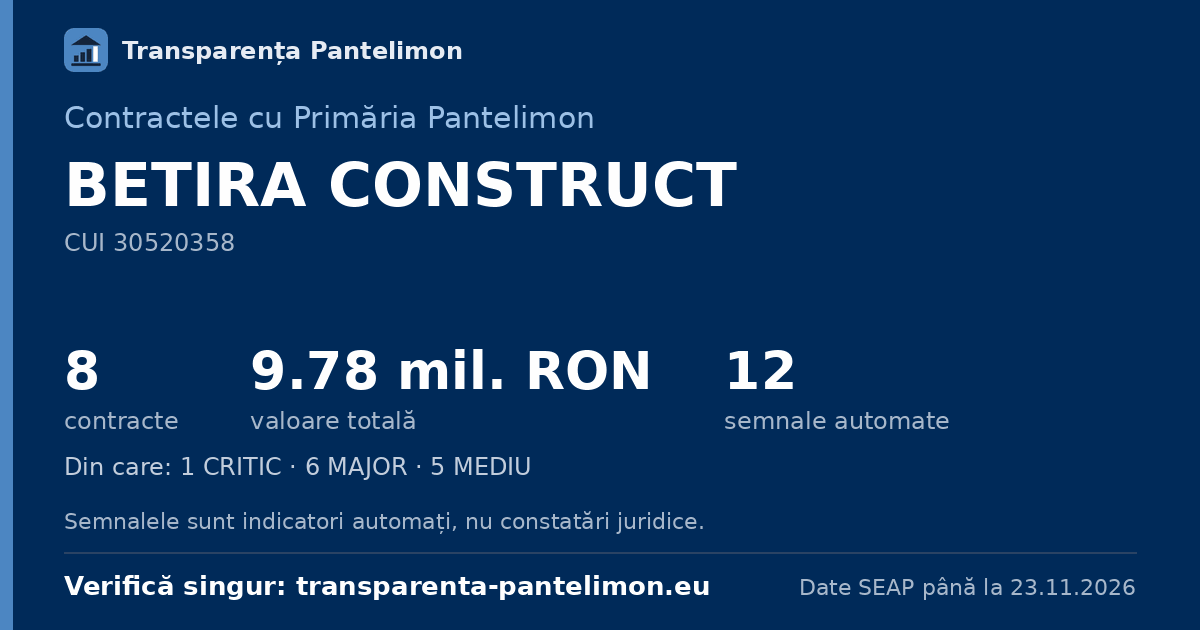 Transparența Pantelimon
Contractele cu Primăria Pantelimon
BETIRA CONSTRUCT
CUI 30520358
8
contracte
9.78 mil. RON
valoare totală
12
semnale automate
Din care: 1 CRITIC · 6 MAJOR · 5 MEDIU
Semnalele sunt indicatori automați, nu constatări juridice.
Verifică singur: transparenta-pantelimon.eu
Date SEAP până la 23.11.2026